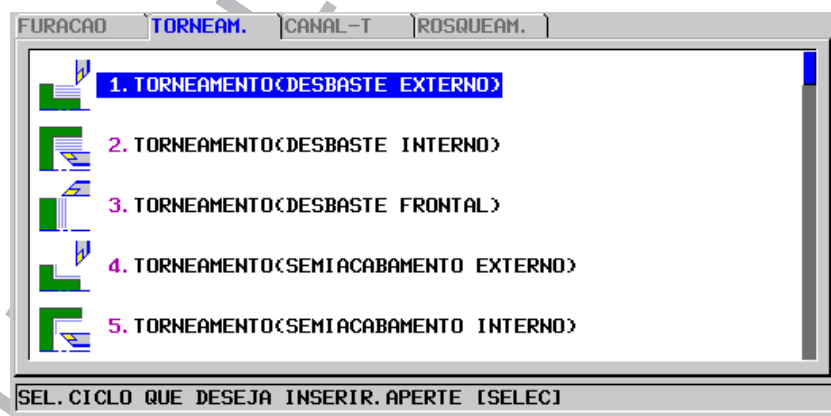 FURACAO TORNEAM. CANAL-T ROSQUEAM.
1. TORNEAMENTO(DESBASTE EXTERNO)
2. TORNEAMENTO(DESBASTE INTERNO)
3. TORNEAMENTO(DESBASTE FRONTAL)
4. TORNEAMENTO(SEMIACABAMENTO EXTERNO)
5. TORNEAMENTO(SEMIACABAMENTO INTERNO)
SEL. CICLO QUE DESEJA INSERIR. APERTE [SELEC]